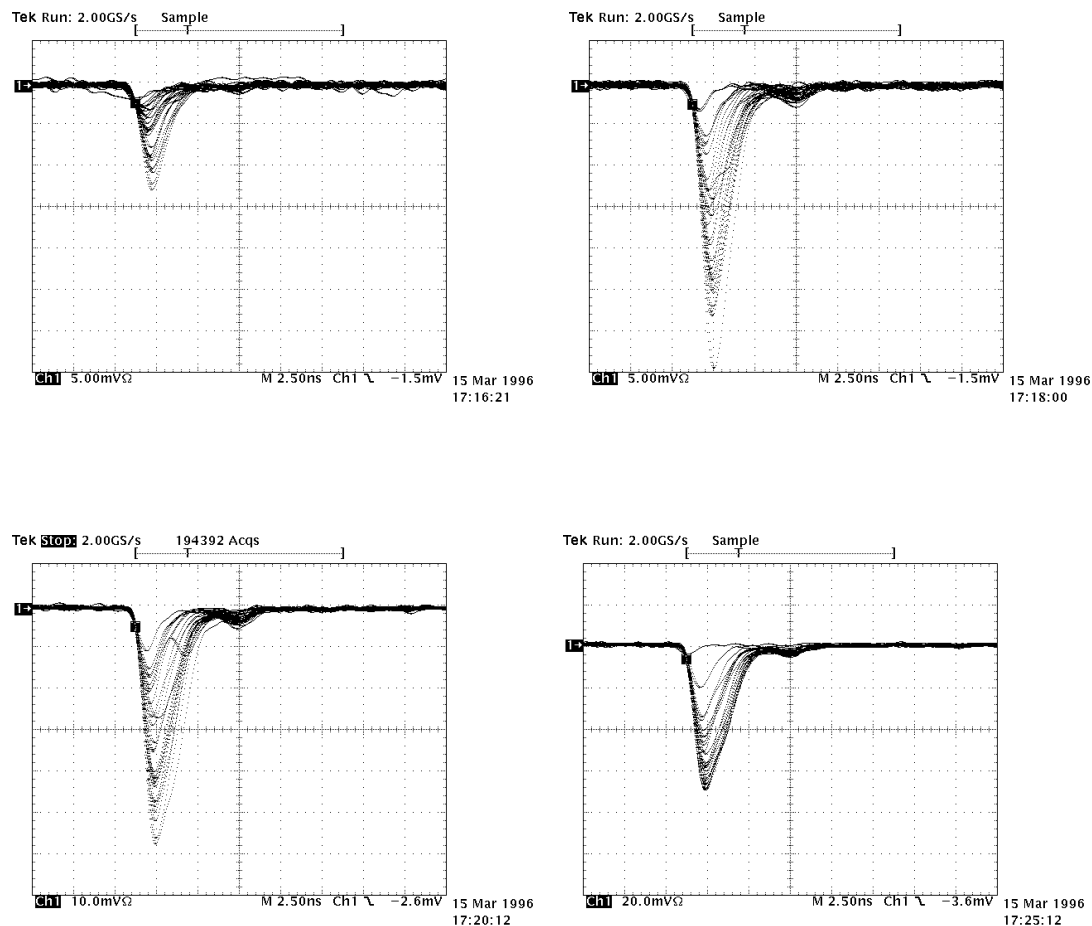 Tek Run: 2.00GS/s Sample
[ T ]
1→
Ch1 5.00mVΩ M 2.50ns Ch1 ⍀ −1.5mV
15 Mar 1996
17:16:21
Tek Run: 2.00GS/s Sample
[ T ]
1→
Ch1 5.00mVΩ M 2.50ns Ch1 −1.5mV
15 Mar 1996
17:18:00
Tek Stop: 2.00GS/s 194392 Acqs
[ T ]
1→
Ch1 10.0mVΩ M 2.50ns Ch1 −2.6mV
15 Mar 1996
17:20:12
Tek Run: 2.00GS/s Sample
[ T ]
1→
Ch1 20.0mVΩ M 2.50ns Ch1 −3.6mV
15 Mar 1996
17:25:12